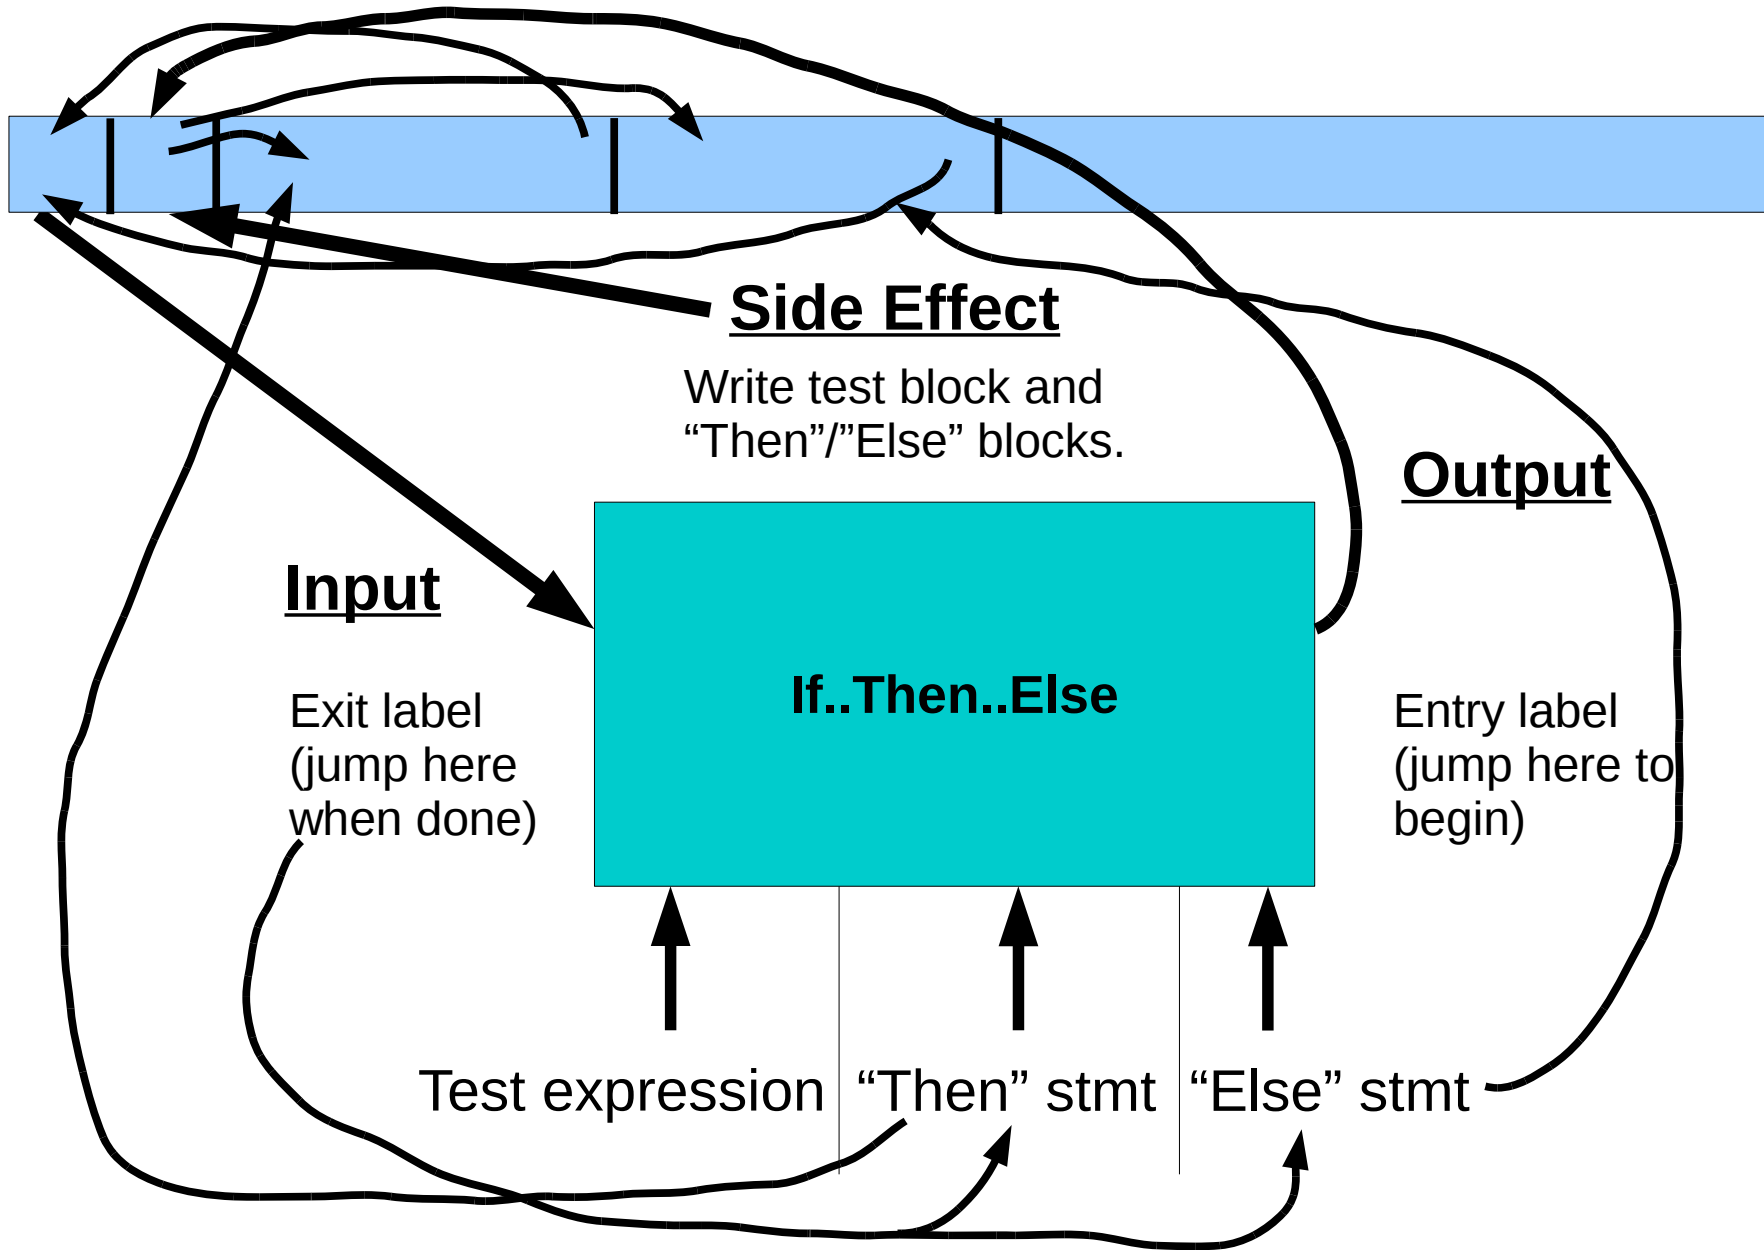 Side Effect
Write test block and
“Then”/”Else” blocks.
Output
Input
If..Then..Else
Exit label
(jump here
when done)
Entry label
(jump here to
begin)
Test expression
“Then” stmt
“Else” stmt